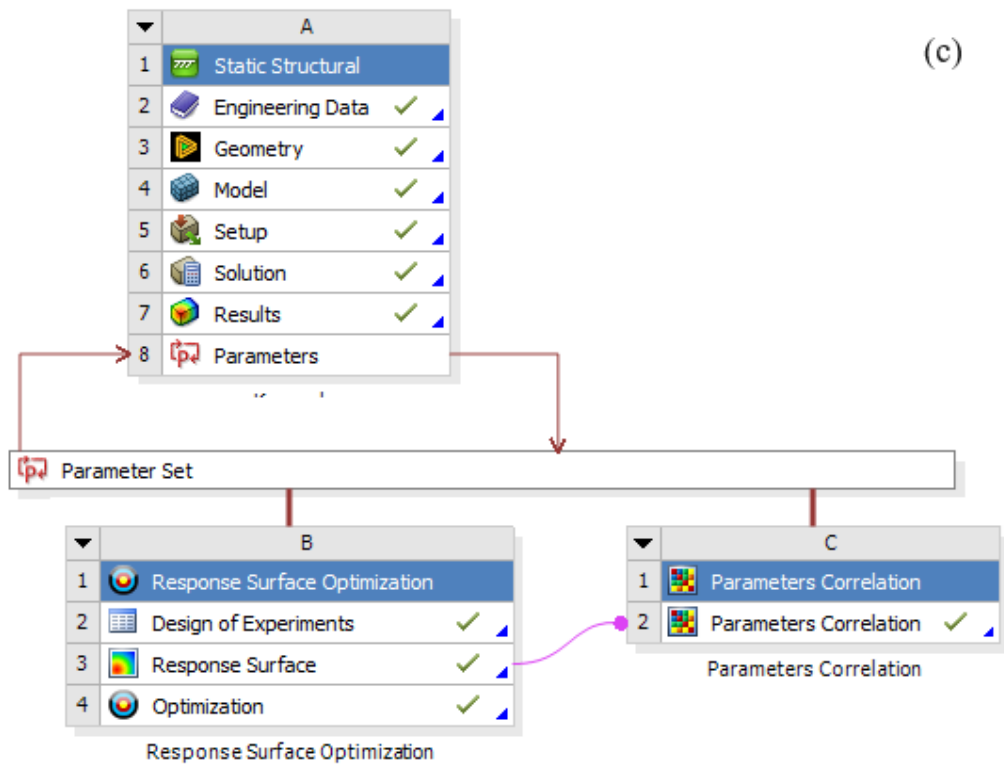 A
(c)
1 Static Structural
2 Engineering Data
3 Geometry
4 Model
5 Setup
6 Solution
7 Results
8 Parameters
Parameter Set
B
1 Response Surface Optimization
2 Design of Experiments
3 Response Surface
4 Optimization
Response Surface Optimization
C
1 Parameters Correlation
2 Parameters Correlation
Parameters Correlation